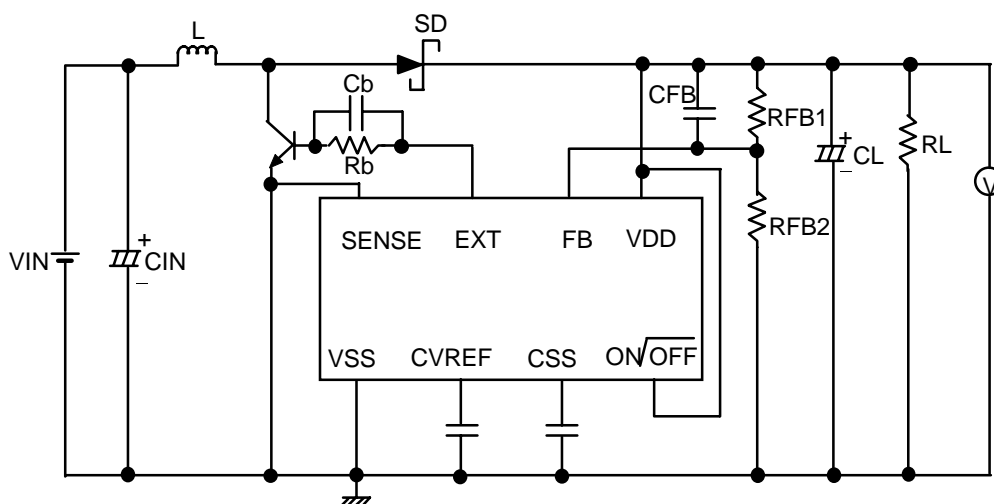 L
SD
Cb
CFB
RFB1
Rb
+
CL
–
RL
V
SENSE EXT FB VDD
RFB2
VIN
+
CIN
–
VSS CVREF CSS ON/OFF